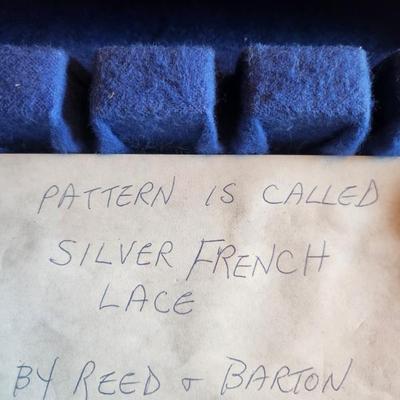 PATTERN IS CALLED
SILVER FRENCH
LACE
BY REED & BARTON